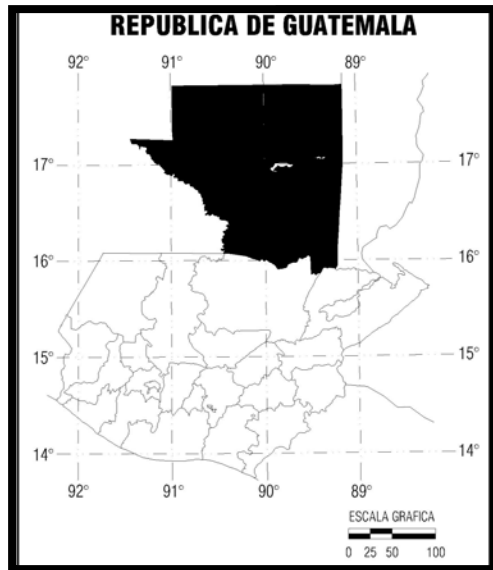 REPUBLICA DE GUATEMALA
92° 91° 90° 89°
17° 17°
16° 16°
15° 15°
14° 14°
92° 91° 90° 89°
ESCALA GRAFICA
0 25 50 100